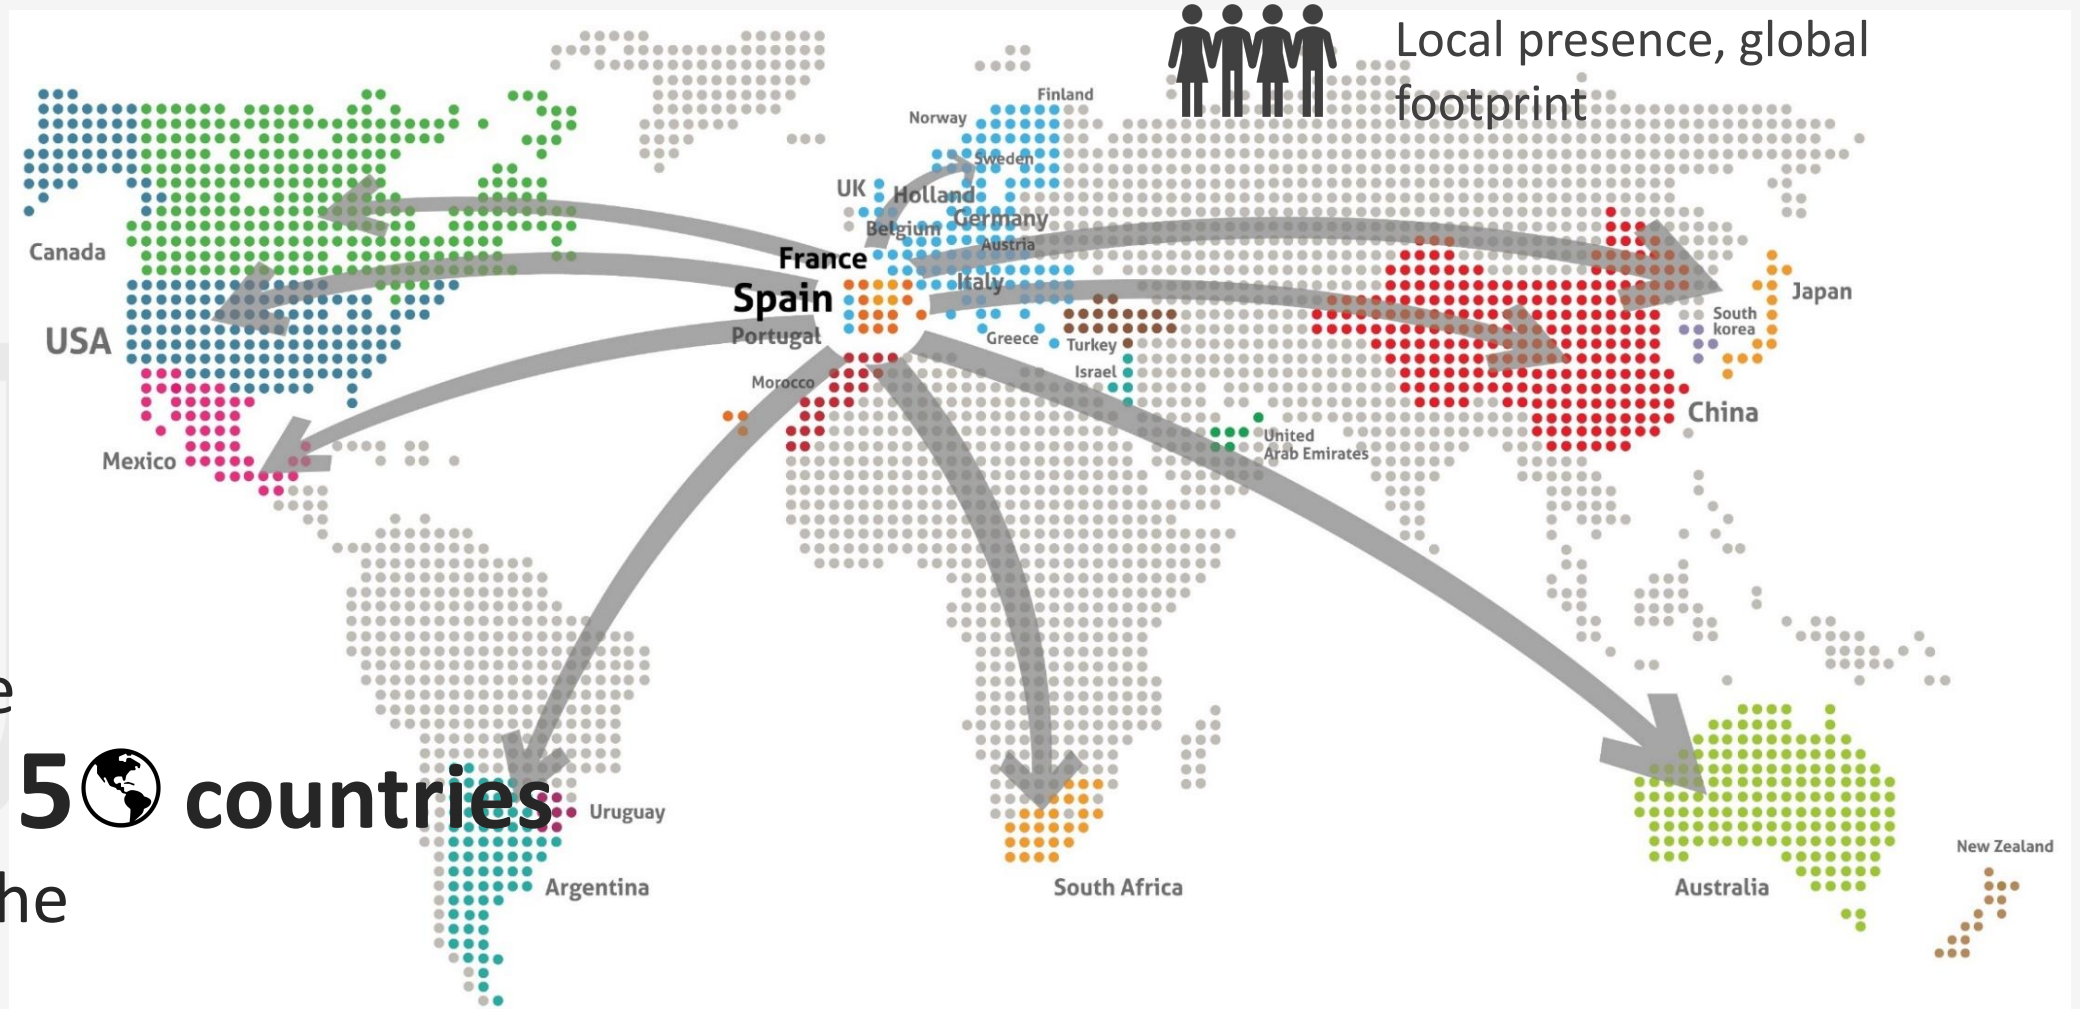 Local presence, global
footprint
Finland
Norway
Sweden
UK
Holland
Germany
Belgium
Austria
Canada
France
Italy
Spain
Japan
USA
South
korea
Portugal
Greece
Turkey
Israel
Morocco
China
United
Arab Emirates
Mexico
e
5 countries
Uruguay
New Zealand
Argentina
South Africa
Australia
he